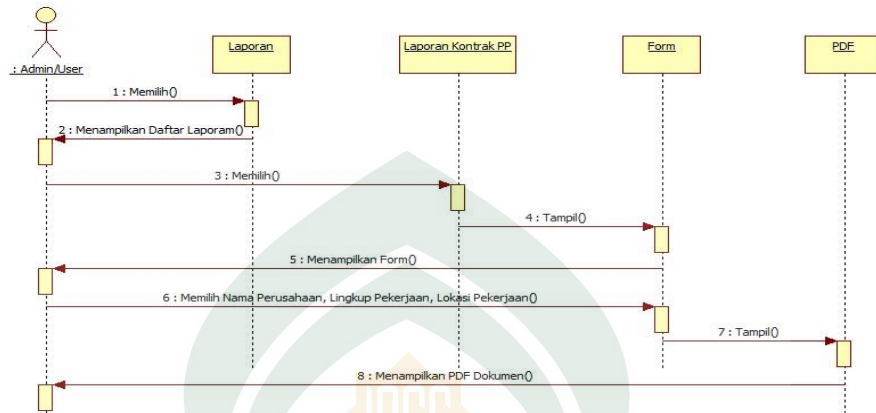 Laporan
Laporan Kontrak PP
Form
PDF
: Admin/User
1 : Memilih()
2 : Menampilkan Daftar Laporam()
3 : Memilih()
4 : Tampil()
5 : Menampilkan Form()
6 : Memilih Nama Perusahaan, Lingkup Pekerjaan, Lokasi Pekerjaan()
7 : Tampil()
8 : Menampilkan PDF Dokumen()